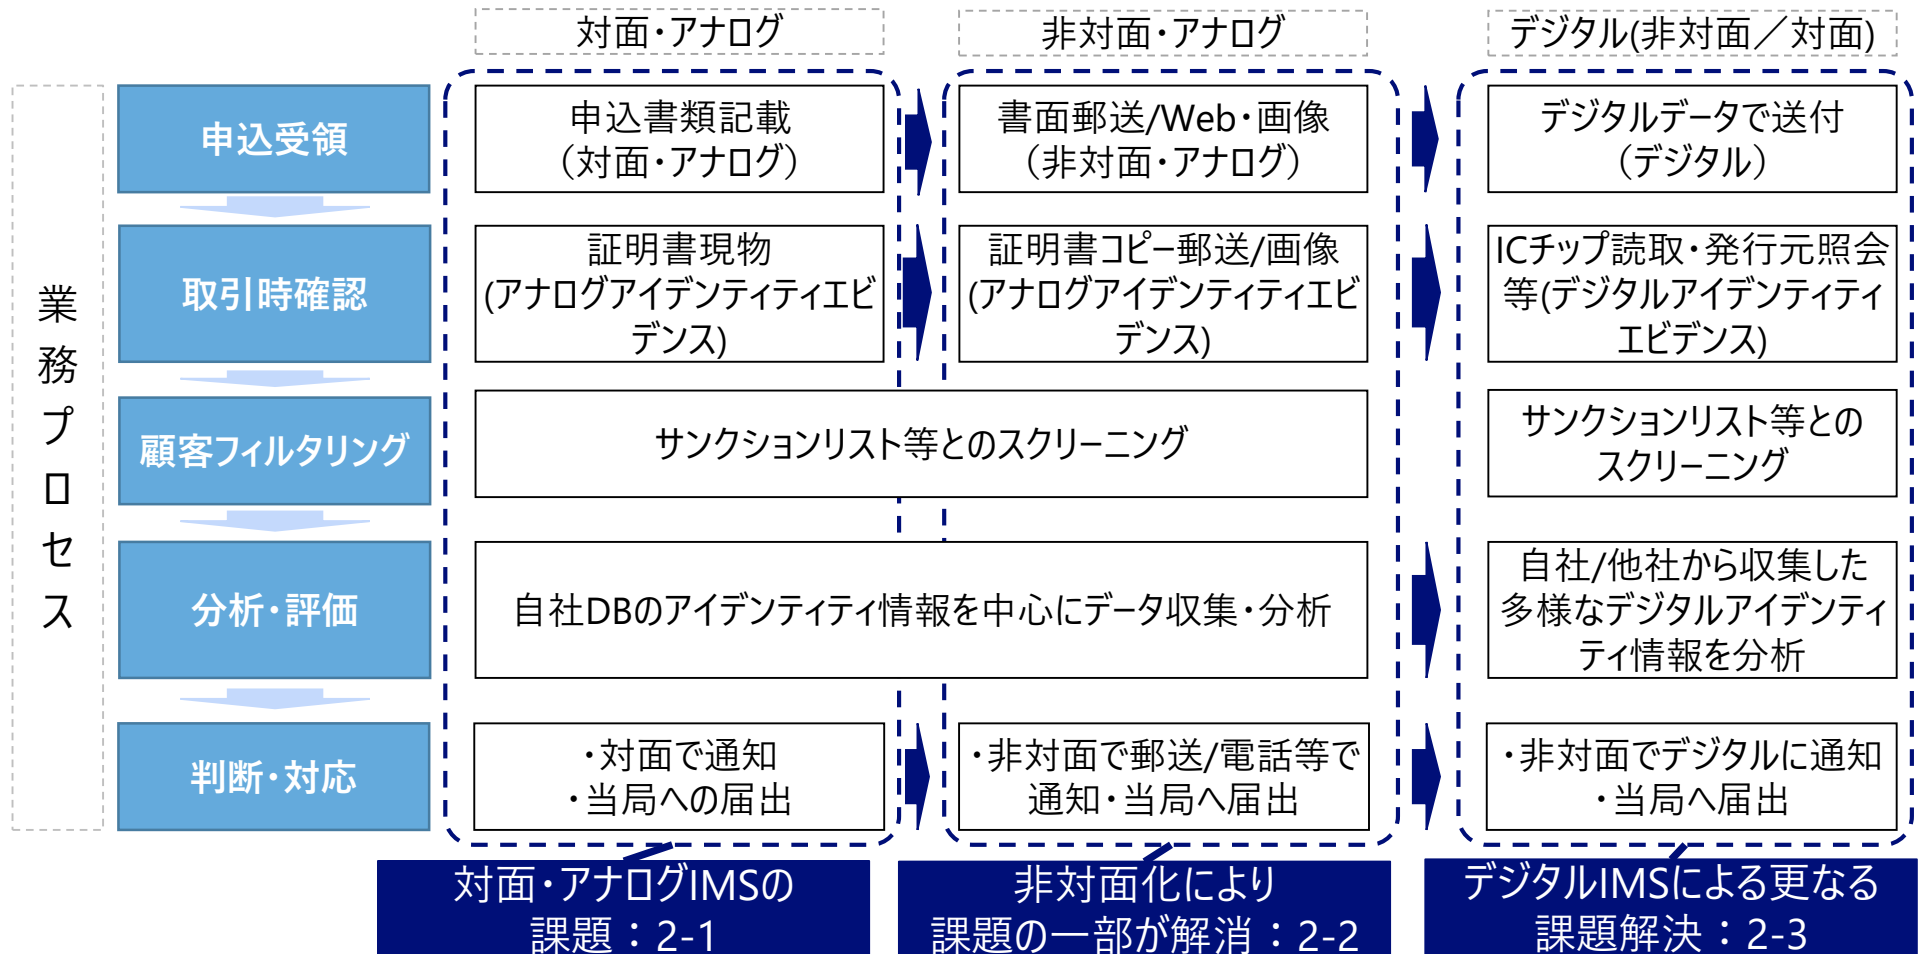 対面・アナログ
非対面・アナログ
デジタル(非対面／対面)
業務プロセス
申込受領
申込書類記載
（対面・アナログ）
書面郵送/Web・画像
（非対面・アナログ）
デジタルデータで送付
（デジタル）
取引時確認
証明書現物
(アナログアイデンティティエビ
デンス)
証明書コピー郵送/画像
(アナログアイデンティティエビ
デンス)
ICチップ読取・発行元照会
等(デジタルアイデンティティ
エビデンス)
顧客フィルタリング
サンクションリスト等とのスクリーニング
サンクションリスト等との
スクリーニング
分析・評価
自社DBのアイデンティティ情報を中心にデータ収集・分析
自社/他社から収集した
多様なデジタルアイデンティ
ティ情報を分析
判断・対応
・対面で通知
・当局への届出
・非対面で郵送/電話等で
通知・当局へ届出
・非対面でデジタルに通知
・当局へ届出
対面・アナログIMSの
課題：2-1
非対面化により
課題の一部が解消：2-2
デジタルIMSによる更なる
課題解決：2-3